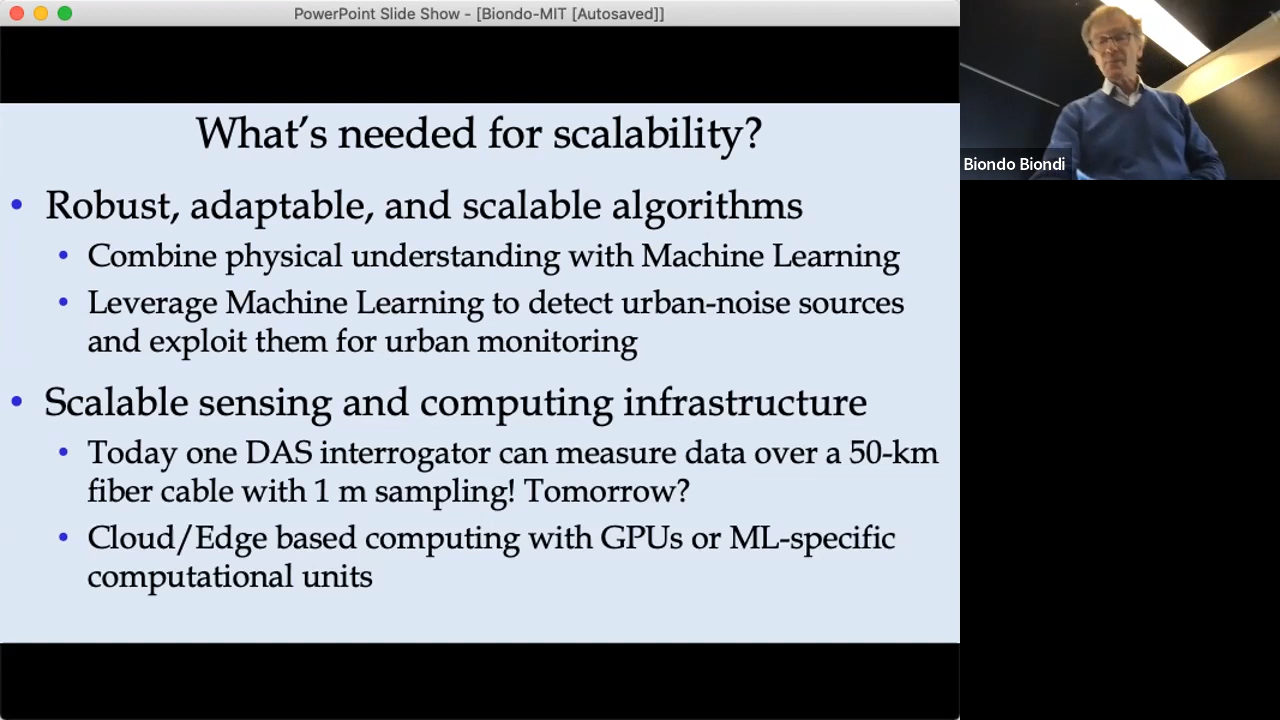 PowerPoint Slide Show - [Biondo-MIT [Autosaved]]
What's needed for scalability?
• Robust, adaptable, and scalable algorithms
• Combine physical understanding with Machine Learning
• Leverage Machine Learning to detect urban-noise sources
and exploit them for urban monitoring
• Scalable sensing and computing infrastructure
• Today one DAS interrogator can measure data over a 50-km
fiber cable with 1 m sampling! Tomorrow?
• Cloud/Edge based computing with GPUs or ML-specific
computational units
Biondo Biondi